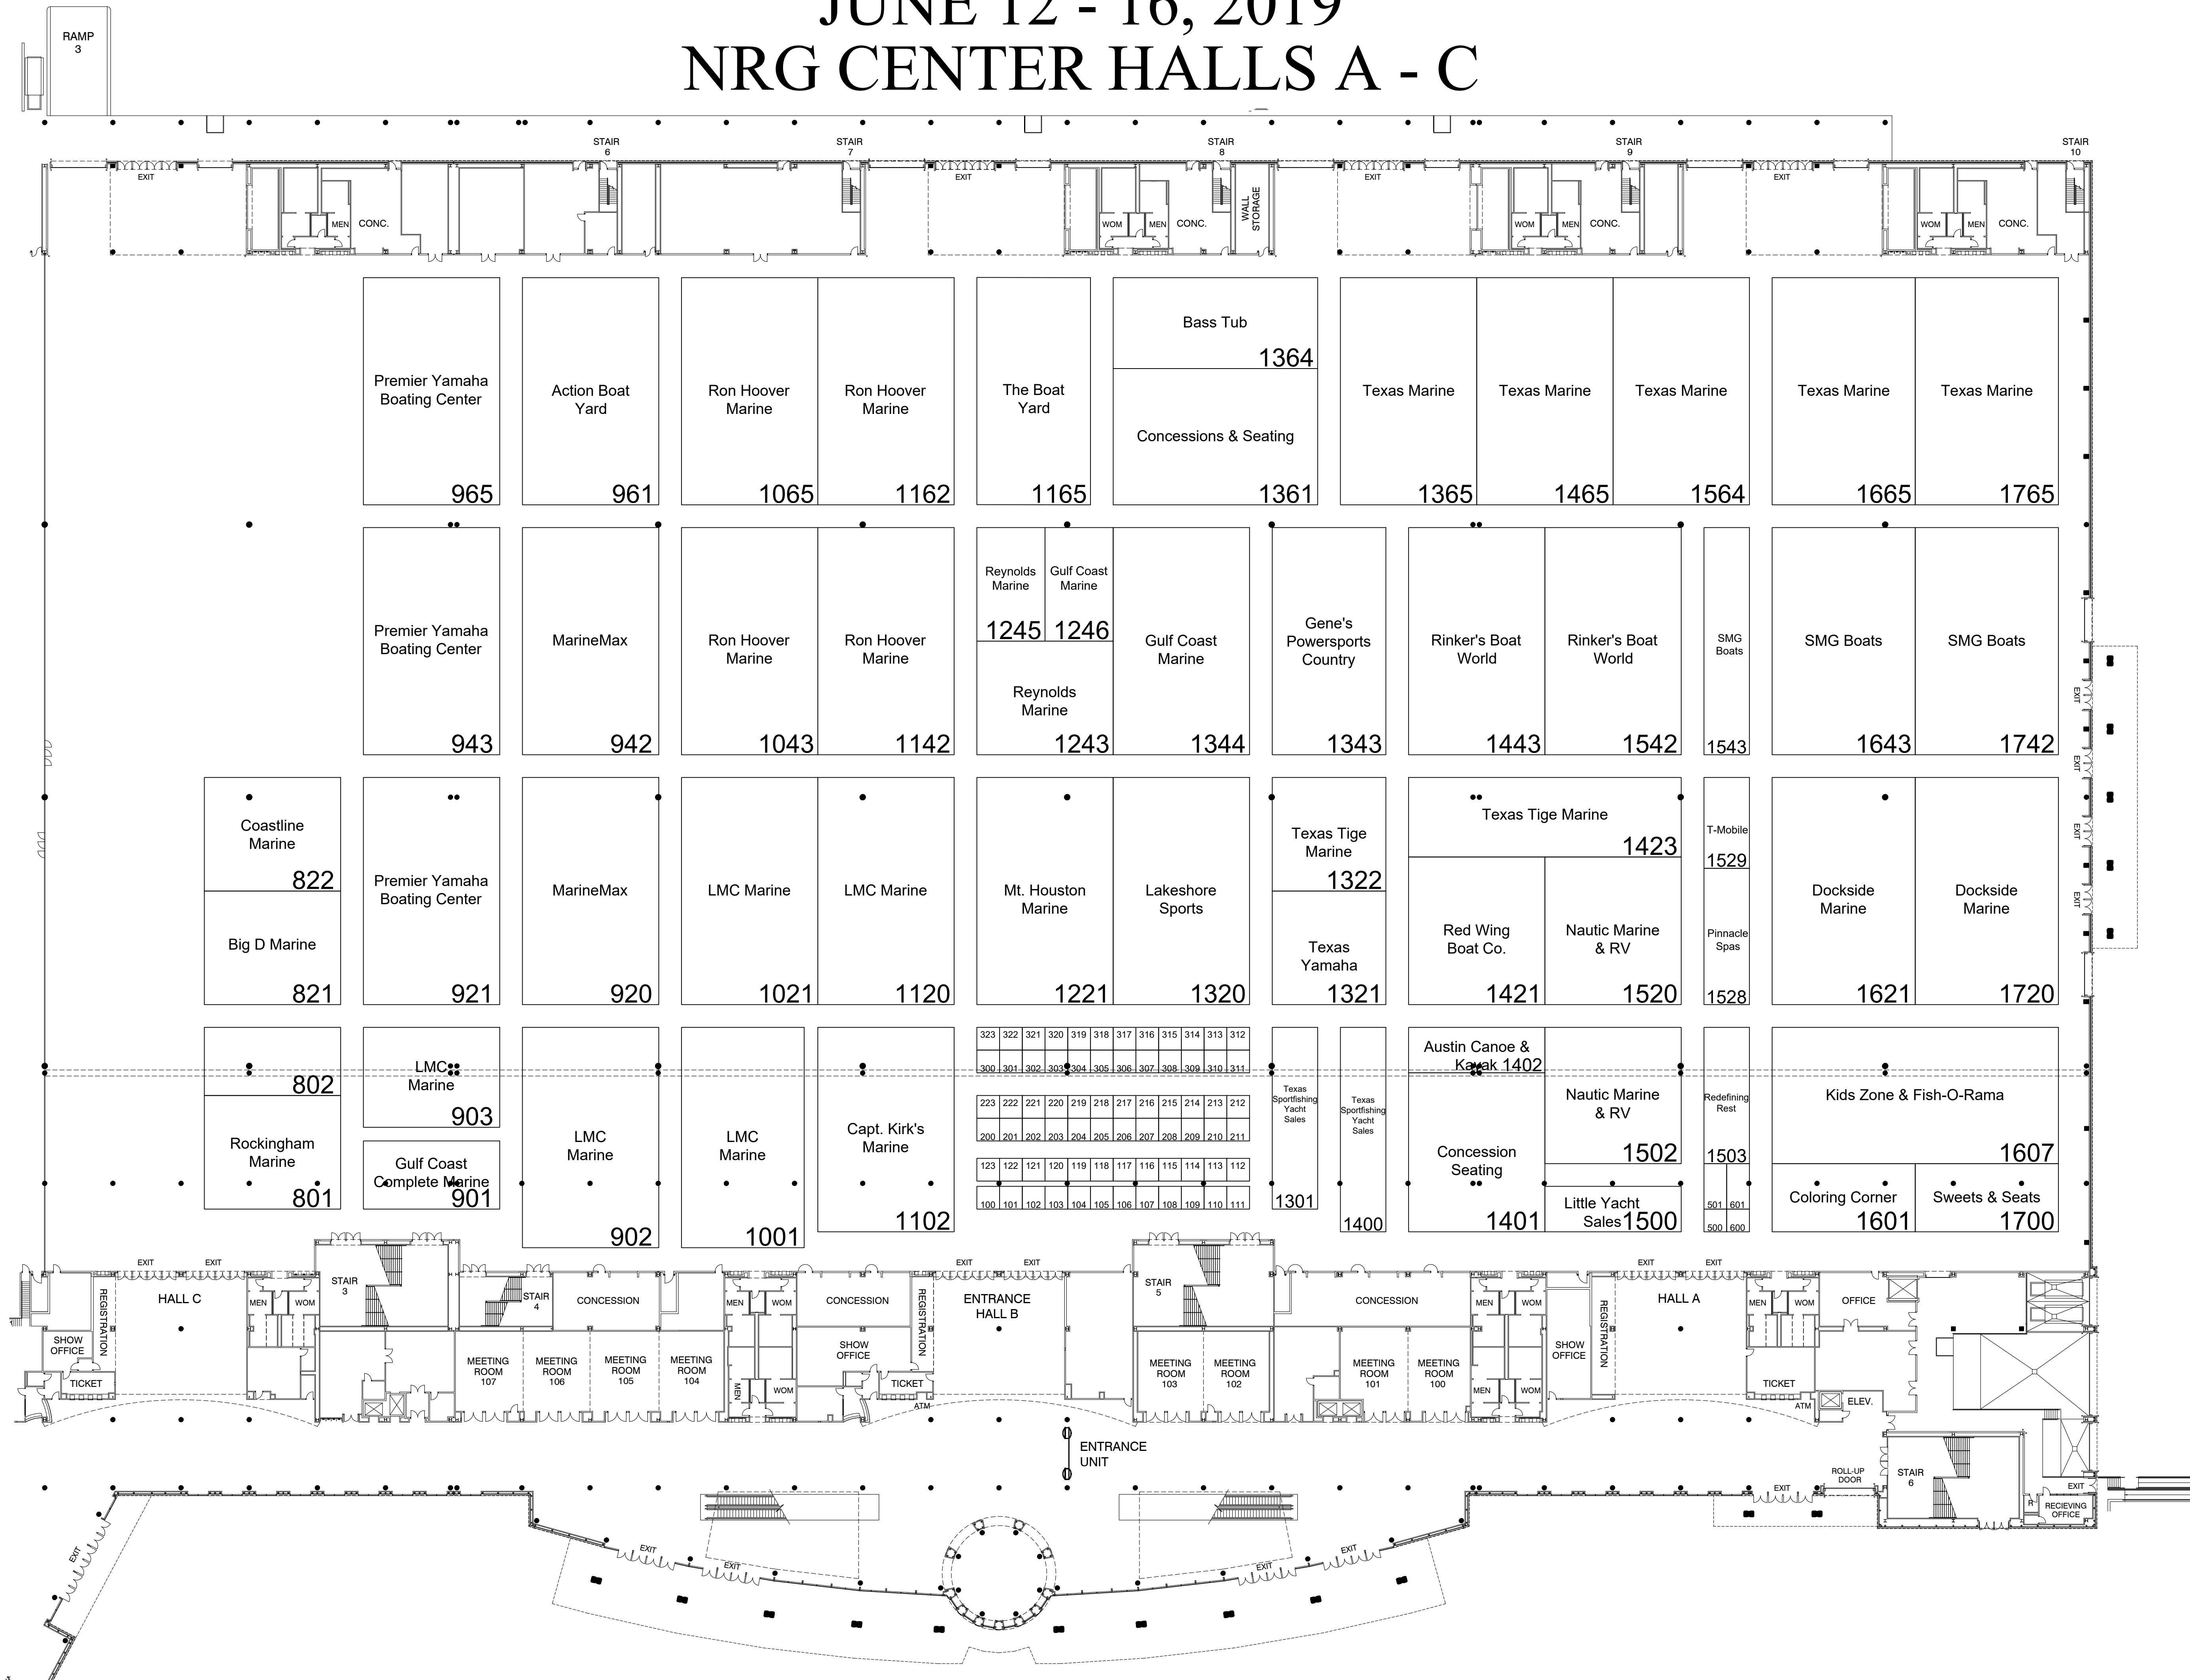 JUNE 12 - 16, 2019
NRG CENTER HALLS A - C
RAMP
3
STAIR
6
STAIR
7
STAIR
8
STAIR
9
STAIR
10
EXIT
EXIT
EXIT
EXIT
MEN
CONC.
WOM
MEN
CONC.
WALL
STORAGE
WOM
MEN
CONC.
WOM
MEN
CONC.
Premier Yamaha
Boating Center
965
Action Boat
Yard
961
Ron Hoover
Marine
1065
Ron Hoover
Marine
1162
The Boat
Yard
1165
Bass Tub
1364
Concessions & Seating
1361
Texas Marine
1365
Texas Marine
1465
Texas Marine
1564
Texas Marine
1665
Texas Marine
1765
Premier Yamaha
Boating Center
943
MarineMax
942
Ron Hoover
Marine
1043
Ron Hoover
Marine
1142
Reynolds
Marine
1245
Gulf Coast
Marine
1246
Reynolds
Marine
1243
Gulf Coast
Marine
1344
Gene's
Powersports
Country
1343
Rinker's Boat
World
1443
Rinker's Boat
World
1542
SMG
Boats
1543
SMG Boats
1643
SMG Boats
1742
EXIT
EXIT
EXIT
EXIT
Coastline
Marine
822
Big D Marine
821
Premier Yamaha
Boating Center
921
MarineMax
920
LMC Marine
1021
LMC Marine
1120
Mt. Houston
Marine
1221
Lakeshore
Sports
1320
Texas Tige
Marine
1322
Texas
Yamaha
1321
Texas Tige Marine
1423
Red Wing
Boat Co.
1421
Nautic Marine
& RV
1520
T-Mobile
1529
Pinnacle
Spas
1528
Dockside
Marine
1621
Dockside
Marine
1720
802
Rockingham
Marine
801
LMC
Marine
903
Gulf Coast
Complete Marine
901
LMC
Marine
902
LMC
Marine
1001
Capt. Kirk's
Marine
1102
323 322 321 320 319 318 317 316 315 314 313 312
300 301 302 303 304 305 306 307 308 309 310 311
223 222 221 220 219 218 217 216 215 214 213 212
200 201 202 203 204 205 206 207 208 209 210 211
123 122 121 120 119 118 117 116 115 114 113 112
100 101 102 103 104 105 106 107 108 109 110 111
Texas
Sportfishing
Yacht
Sales
1301
Texas
Sportfishing
Yacht
Sales
1400
Austin Canoe &
Kayak 1402
Concession
Seating
1401
Nautic Marine
& RV
1502
Little Yacht
Sales 1500
Redefining
Rest
1503
501 601
500 600
Kids Zone & Fish-O-Rama
1607
Coloring Corner
1601
Sweets & Seats
1700
EXIT
EXIT
EXIT
EXIT
EXIT
EXIT
HALL C
REGISTRATION
SHOW
OFFICE
TICKET
MEN
WOM
STAIR
3
STAIR
4
CONCESSION
MEETING
ROOM
107
MEETING
ROOM
106
MEETING
ROOM
105
MEETING
ROOM
104
MEN
WOM
MEN
WOM
CONCESSION
REGISTRATION
SHOW
OFFICE
TICKET
ATM
ENTRANCE
HALL B
STAIR
5
MEETING
ROOM
103
MEETING
ROOM
102
CONCESSION
MEETING
ROOM
101
MEETING
ROOM
100
MEN
WOM
MEN
WOM
SHOW
OFFICE
REGISTRATION
HALL A
MEN
WOM
TICKET
ATM
OFFICE
ELEV.
ENTRANCE
UNIT
ROLL-UP
DOOR
EXIT
STAIR
6
EXIT
R
RECIEVING
OFFICE
EXIT
EXIT
EXIT
EXIT
EXIT